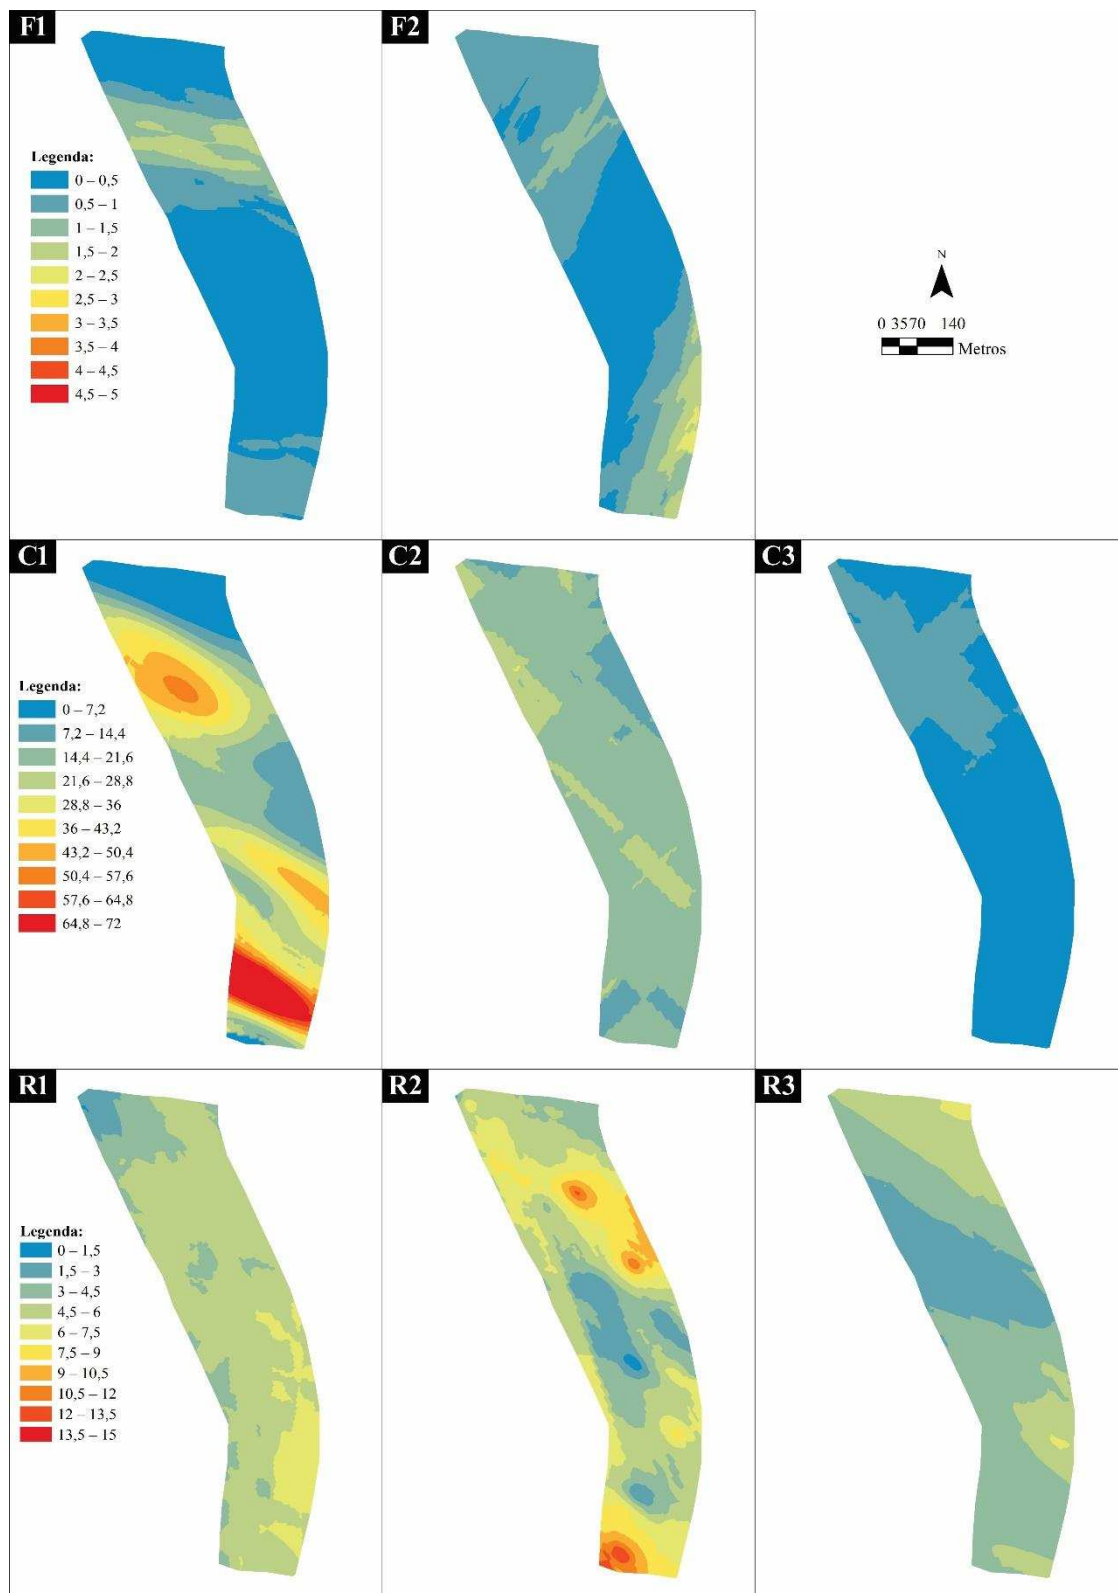 F1
F2
Legenda:
0 – 0,5
0,5 – 1
1 – 1,5
1,5 – 2
2 – 2,5
2,5 – 3
3 – 3,5
3,5 – 4
4 – 4,5
4,5 – 5
N
0 3570 140
Metros
C1
C2
C3
Legenda:
0 – 7,2
7,2 – 14,4
14,4 – 21,6
21,6 – 28,8
28,8 – 36
36 – 43,2
43,2 – 50,4
50,4 – 57,6
57,6 – 64,8
64,8 – 72
R1
R2
R3
Legenda:
0 – 1,5
1,5 – 3
3 – 4,5
4,5 – 6
6 – 7,5
7,5 – 9
9 – 10,5
10,5 – 12
12 – 13,5
13,5 – 15